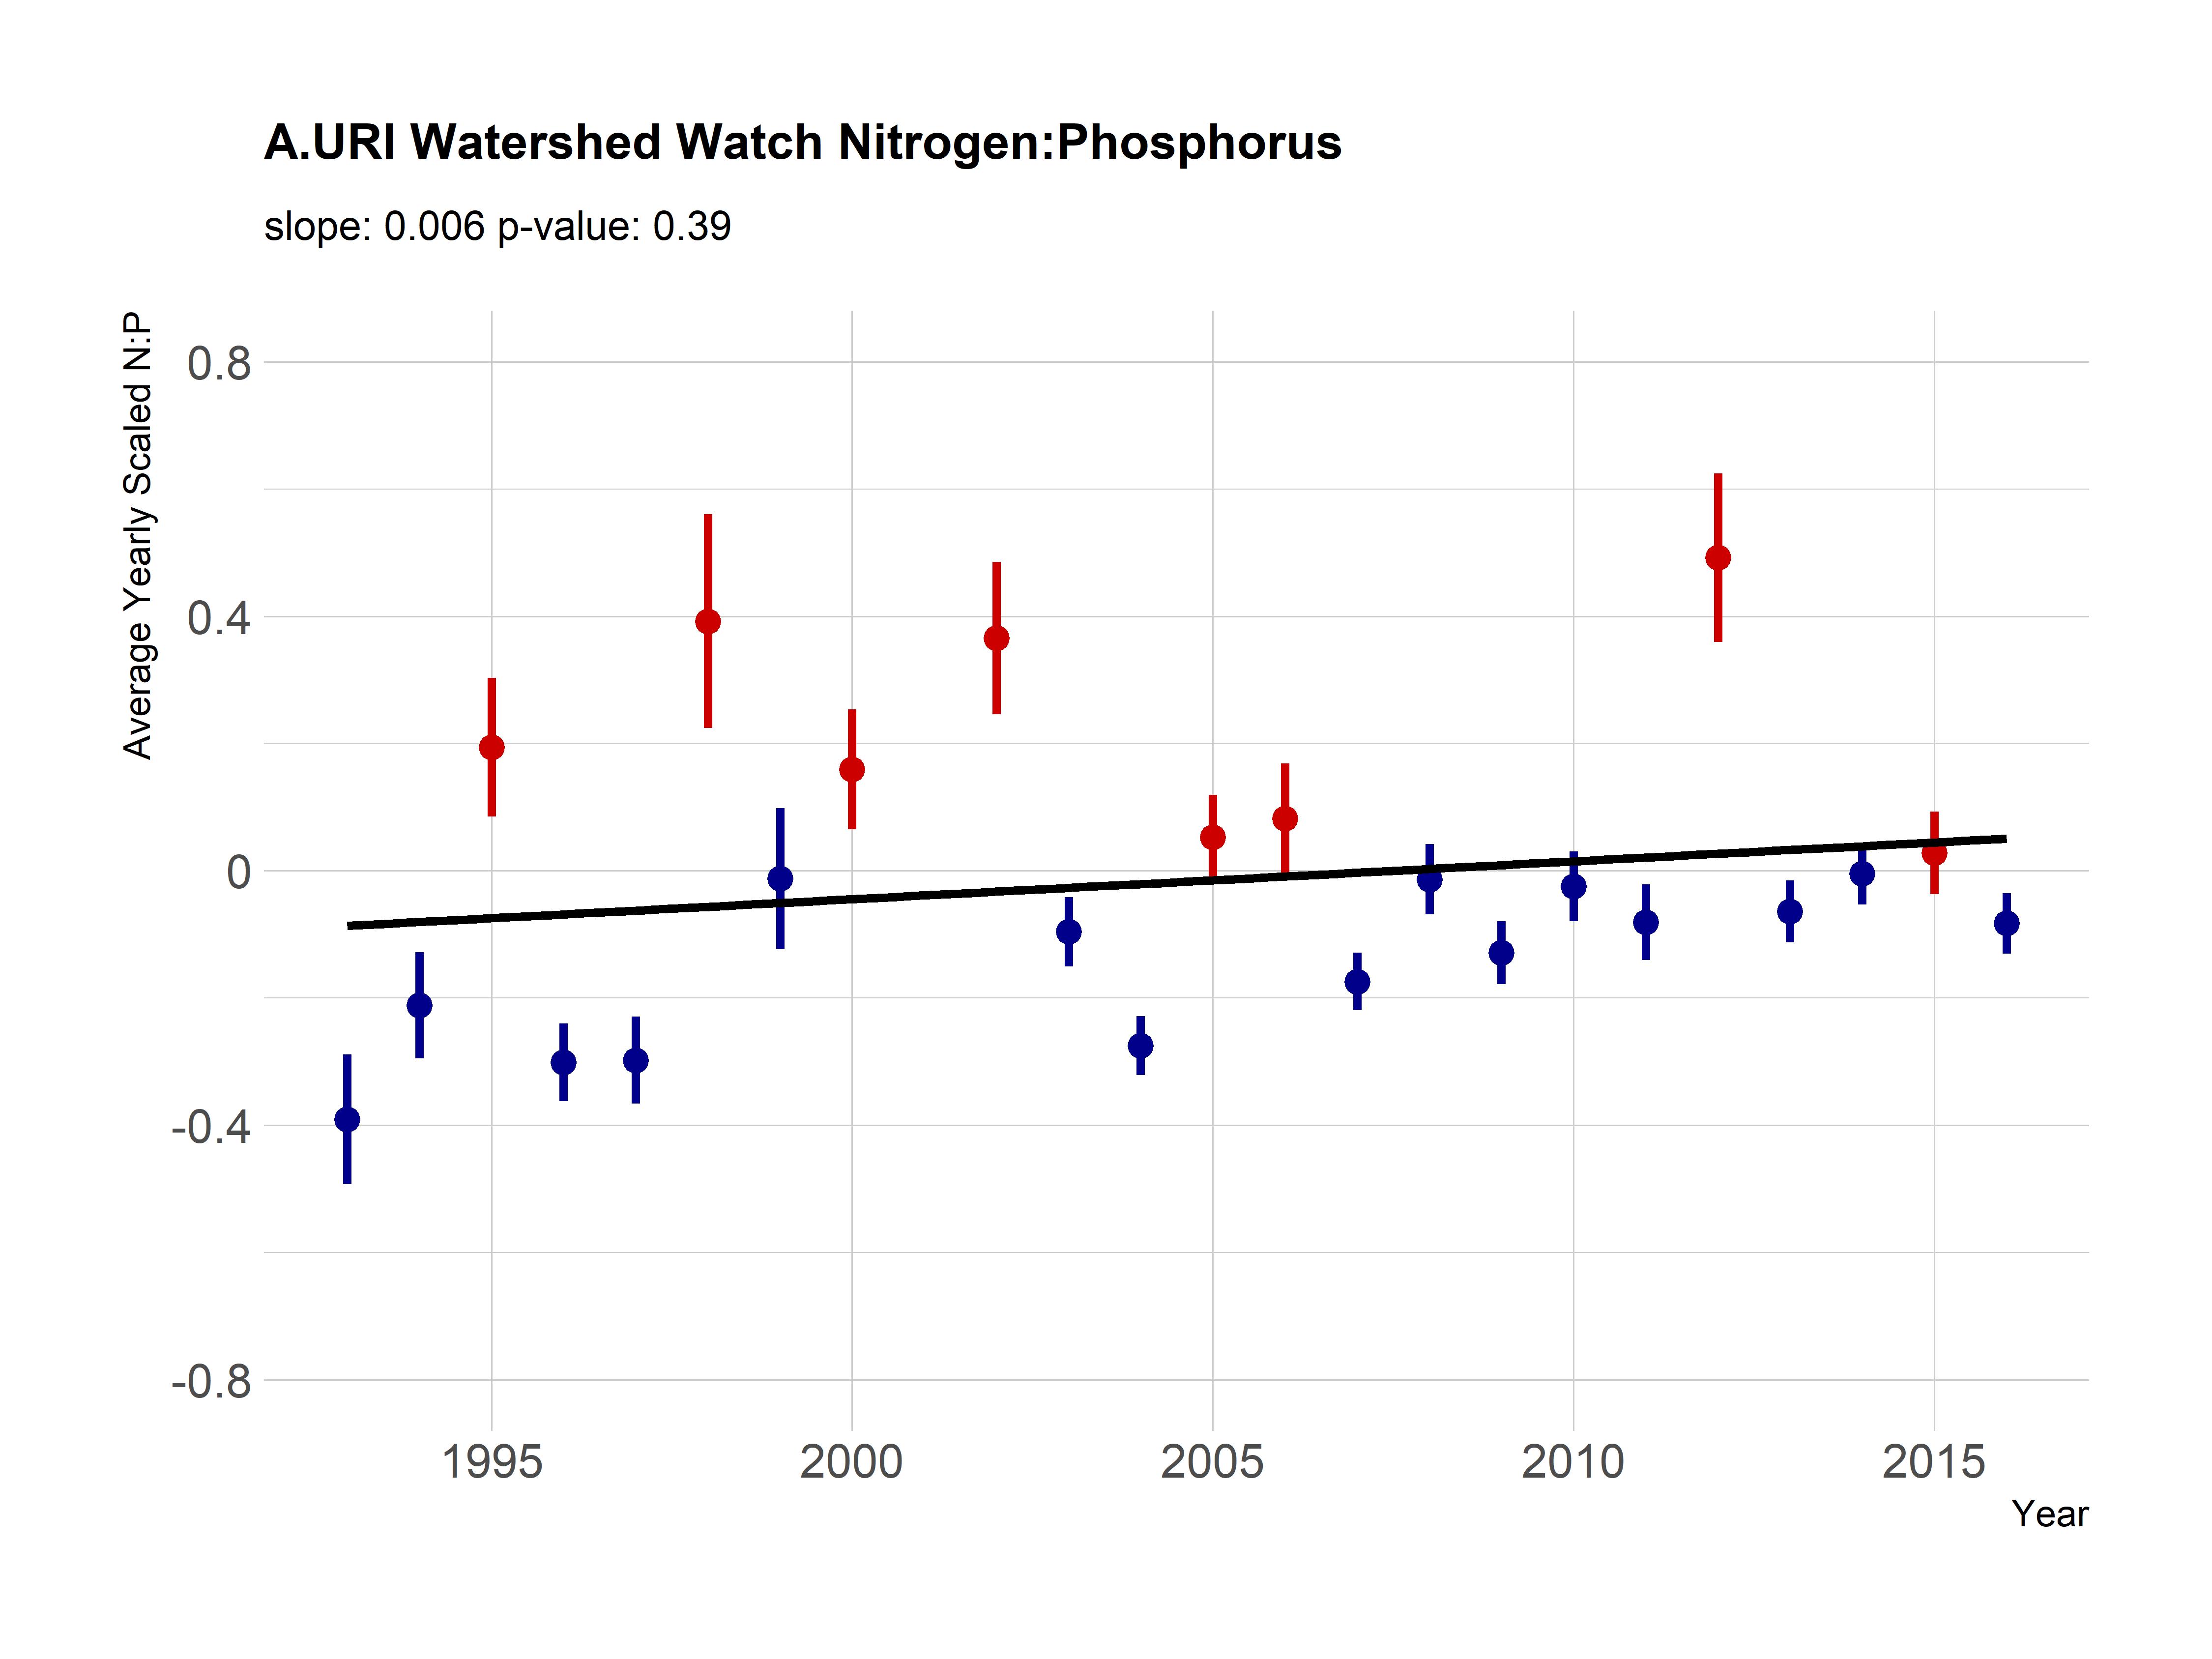 A.URI Watershed Watch Nitrogen:Phosphorus
slope: 0.006 p-value: 0.39
Average Yearly Scaled N:P
0.8
0.4
0
-0.4
-0.8
1995 2000 2005 2010 2015
Year